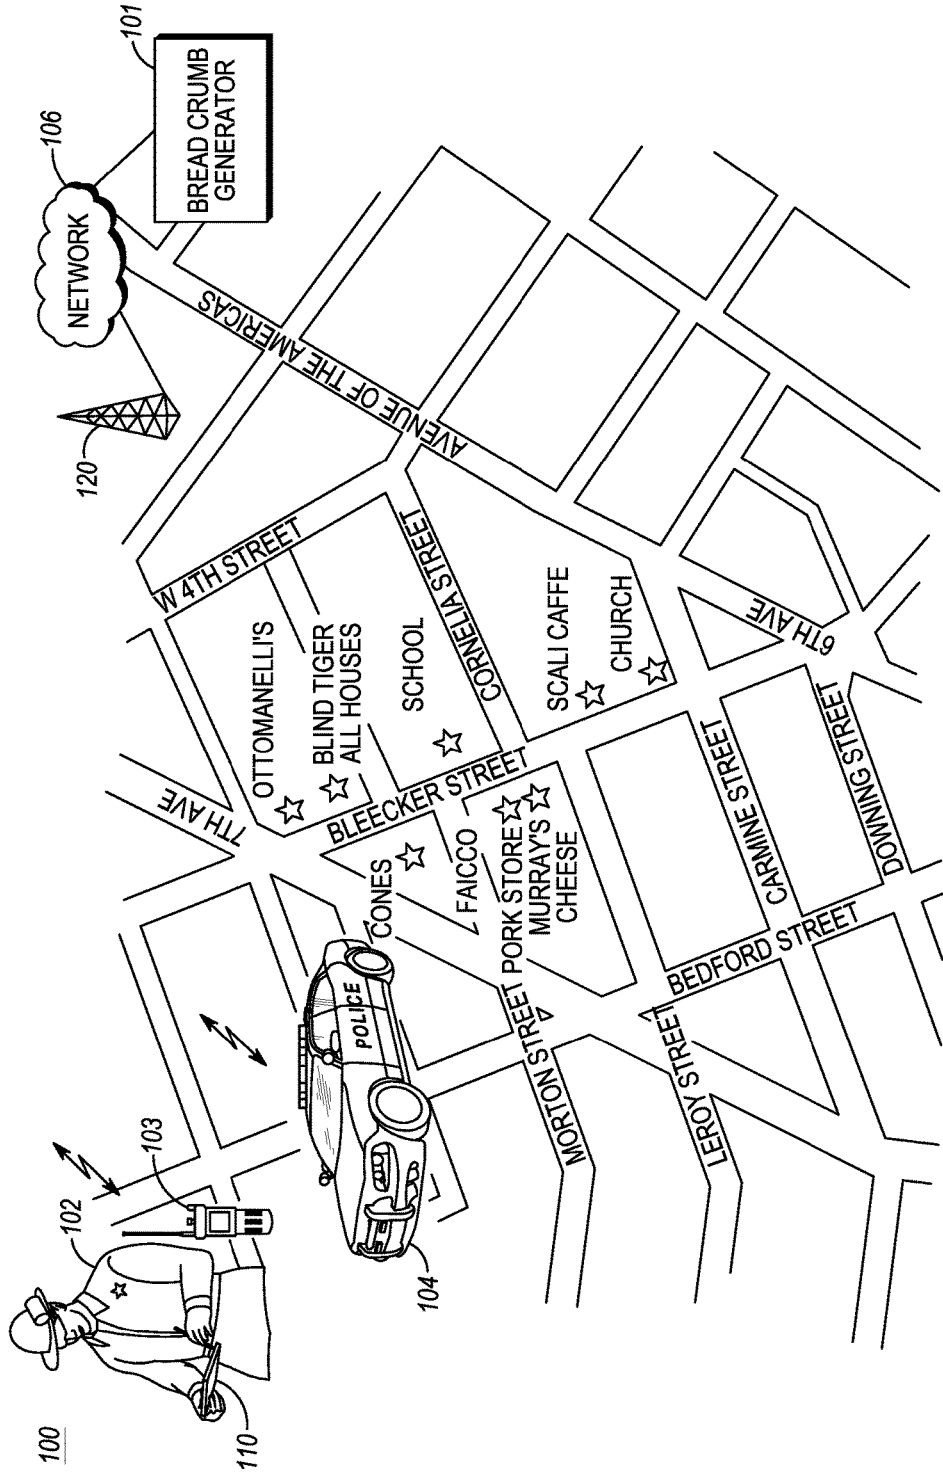 100
102
103
104
110
120
NETWORK
106
101
BREAD CRUMB
GENERATOR
AVENUE OF THE AMERICAS
W 4TH STREET
7TH AVE
OTTOMANELLI'S
BLIND TIGER
ALL HOUSES
SCHOOL
CORNELIA STREET
BLEECKER STREET
CONES
FAICCO
PORK STORE
MURRAY'S
CHEESE
SCALI CAFFE
CHURCH
6TH AVE
POLICE
MORTON STREET
LEROY STREET
BEDFORD STREET
CARMINE STREET
DOWNING STREET